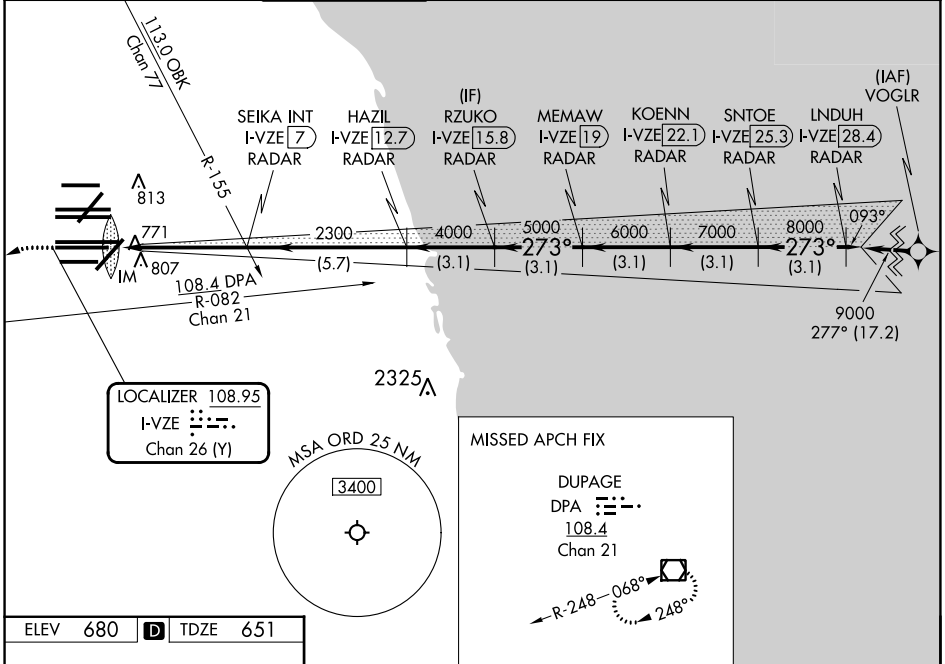 113.0 OBK
Chan 77
R-155
SEIKA INT
I-VZE 7
RADAR
HAZIL
I-VZE 12.7
RADAR
(IF)
RZUKO
I-VZE 15.8
RADAR
MEMAW
I-VZE 19
RADAR
KOENN
I-VZE 22.1
RADAR
SNTOE
I-VZE 25.3
RADAR
LNDUH
I-VZE 28.4
RADAR
(IAF)
VOGLR
813
771
807
IM
2300
(5.7)
4000
(3.1)
5000
273°
(3.1)
6000
(3.1)
7000
(3.1)
8000
273°
(3.1)
093°
9000
277° (17.2)
108.4 DPA
R-082
Chan 21
LOCALIZER 108.95
I-VZE
Chan 26 (Y)
2325
MSA ORD 25 NM
3400
MISSED APCH FIX
DUPAGE
DPA
108.4
Chan 21
R-248
068°
248°
ELEV 680 D TDZE 651